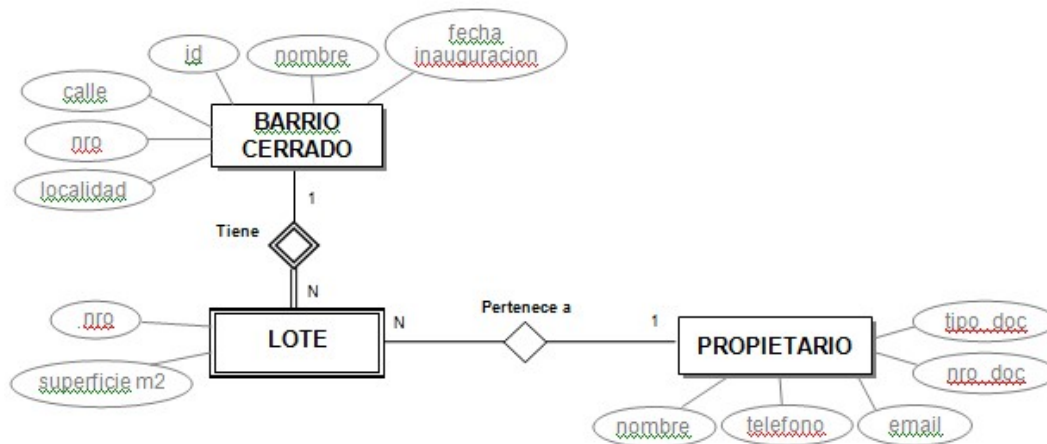 fecha
inauguracion
id
nombre
calle
nro
localidad
BARRIO
CERRADO
1
Tiene
N
.nro
superficie m2
LOTE
N
Pertenece a
1
PROPIETARIO
tipo_doc
nro_doc
nombre
telefono
email